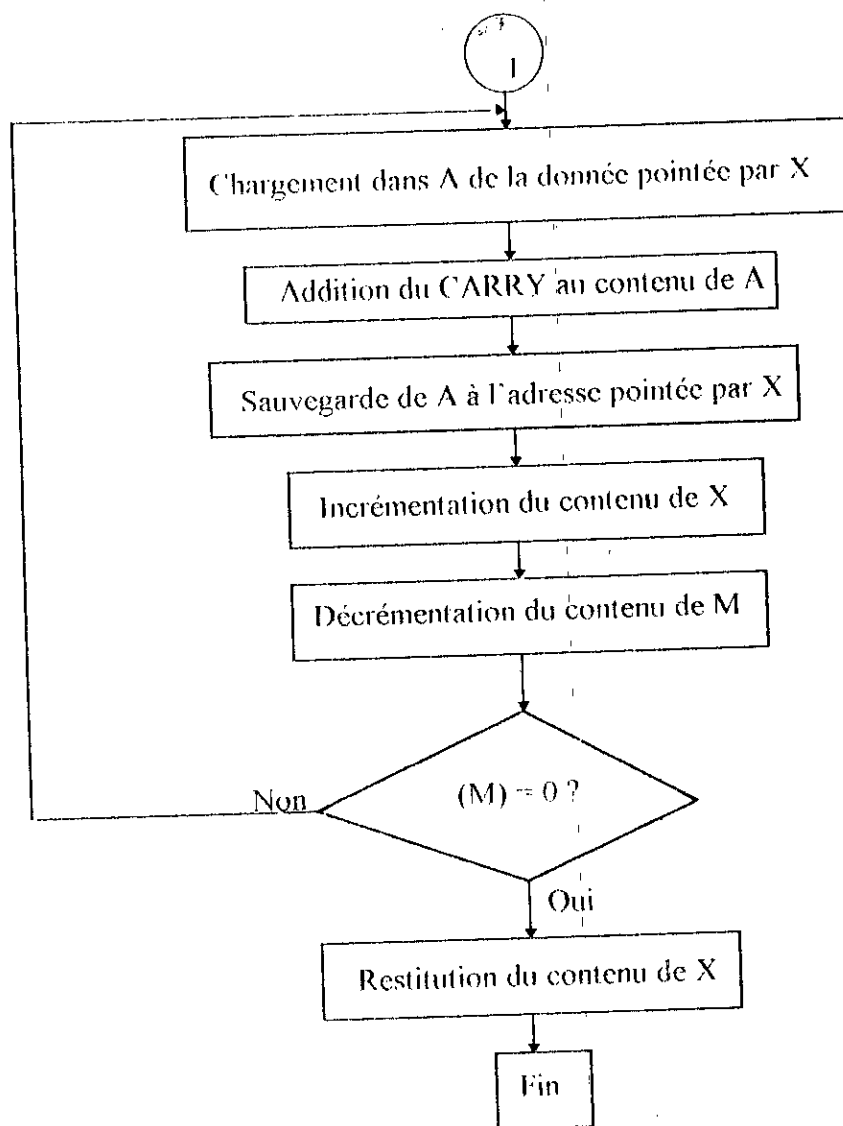 1
Chargement dans A de la donnée pointée par X
Addition du CARRY au contenu de A
Sauvegarde de A à l'adresse pointée par X
Incrémentation du contenu de X
Décrémentation du contenu de M
(M) = 0 ?
Non
Oui
Restitution du contenu de X
Fin